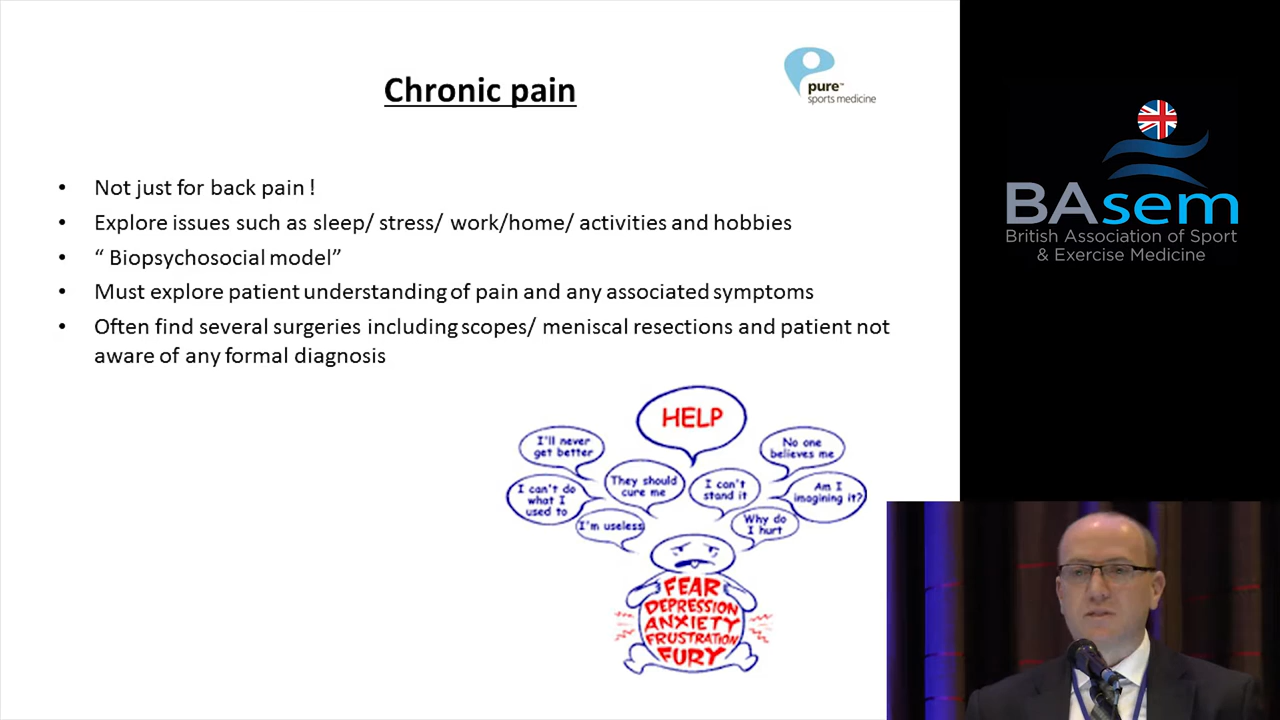 Chronic pain
pure™
sports medicine
• Not just for back pain !
• Explore issues such as sleep/ stress/ work/home/ activities and hobbies
• “ Biopsychosocial model”
• Must explore patient understanding of pain and any associated symptoms
• Often find several surgeries including scopes/ meniscal resections and patient not
aware of any formal diagnosis
HELP
I'll never
get better
No one
believes me
They should
cure me
I can't
stand it
I can't do
what I
used to
Am I
imagining it?
I'm useless
Why do
I hurt
FEAR
DEPRESSION
ANXIETY
FRUSTRATION
FURY
BAsem
British Association of Sport
& Exercise Medicine